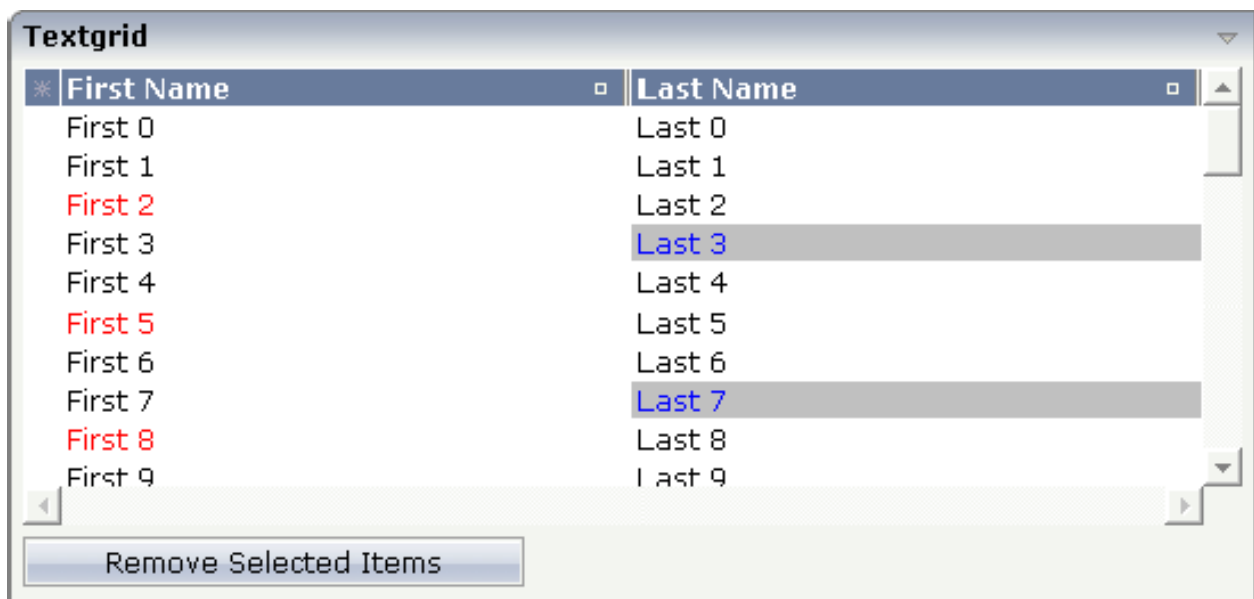 Textgrid
First Name Last Name
First 0 Last 0
First 1 Last 1
First 2 Last 2
First 3 Last 3
First 4 Last 4
First 5 Last 5
First 6 Last 6
First 7 Last 7
First 8 Last 8
First 9 Last 9
Remove Selected Items